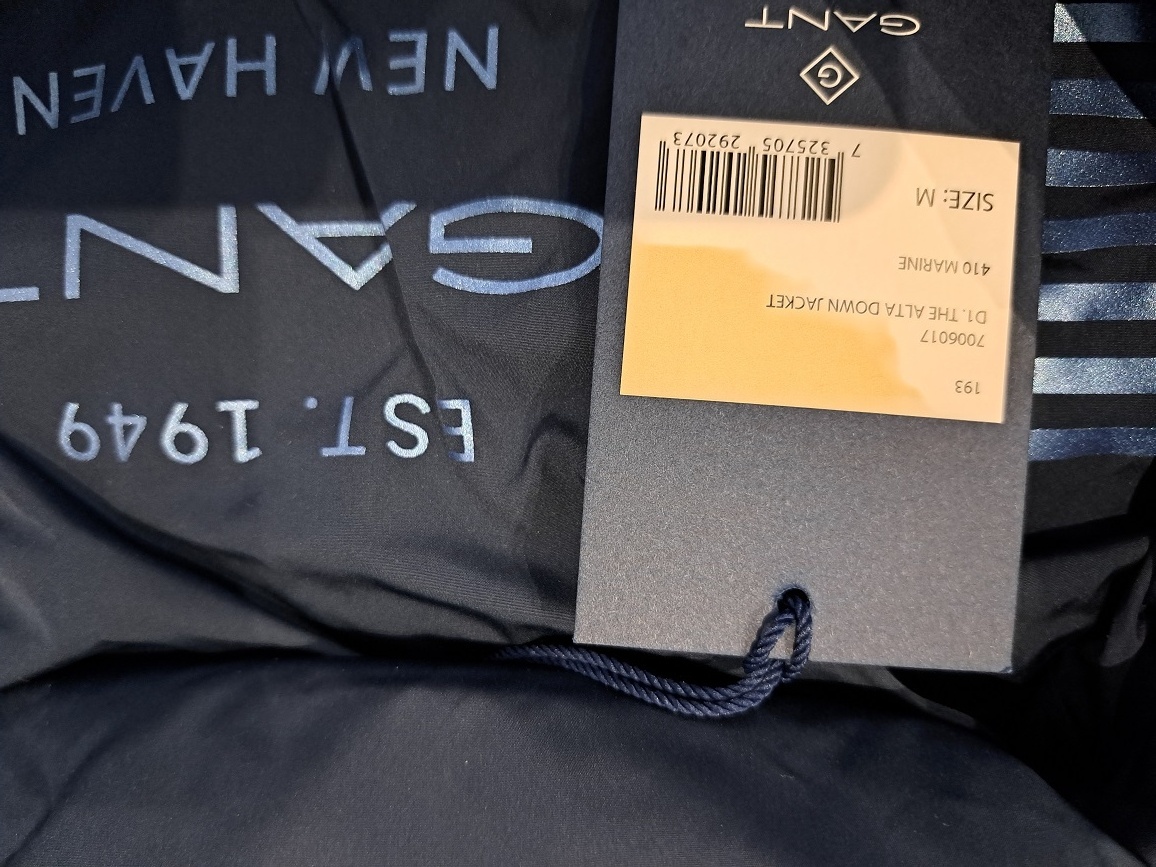 193
7006017
D1. THE ALTA DOWN JACKET
410 MARINE
SIZE: M
7 325705 292073
G
GANT
EST. 1949
GANT
NEW HAVEN